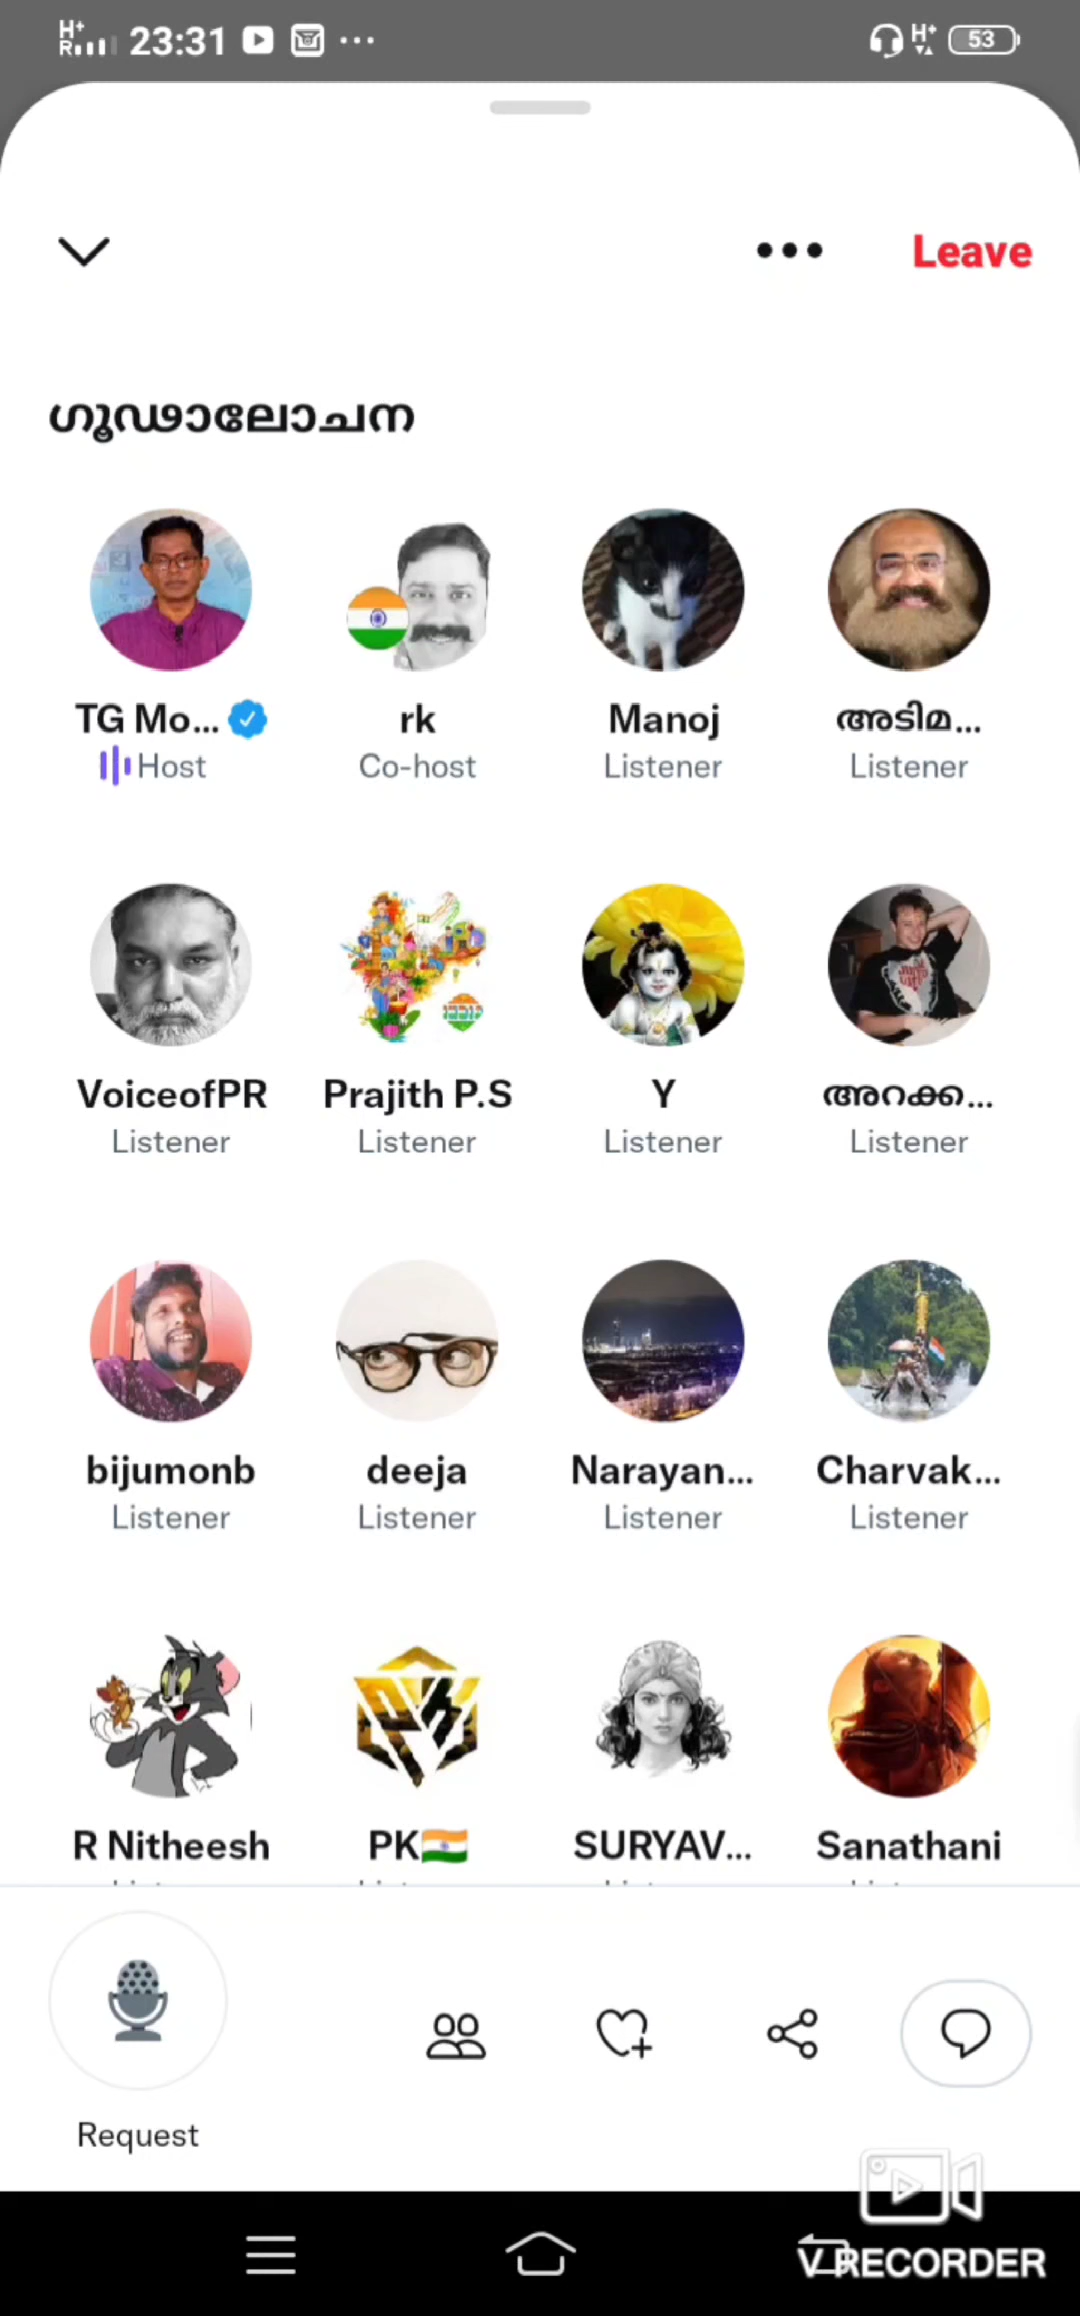 H+ R 23:31 H+ 53
Leave
ഗൂഢാലോചന
TG Mo... rk Manoj അടിമ...
Host Co-host Listener Listener
VoiceofPR Prajith P.S Y അറക്ക...
Listener Listener Listener Listener
bijumonb deeja Narayan... Charvak...
Listener Listener Listener Listener
R Nitheesh PK🇮🇳 SURYAV... Sanathani
Request
V RECORDER